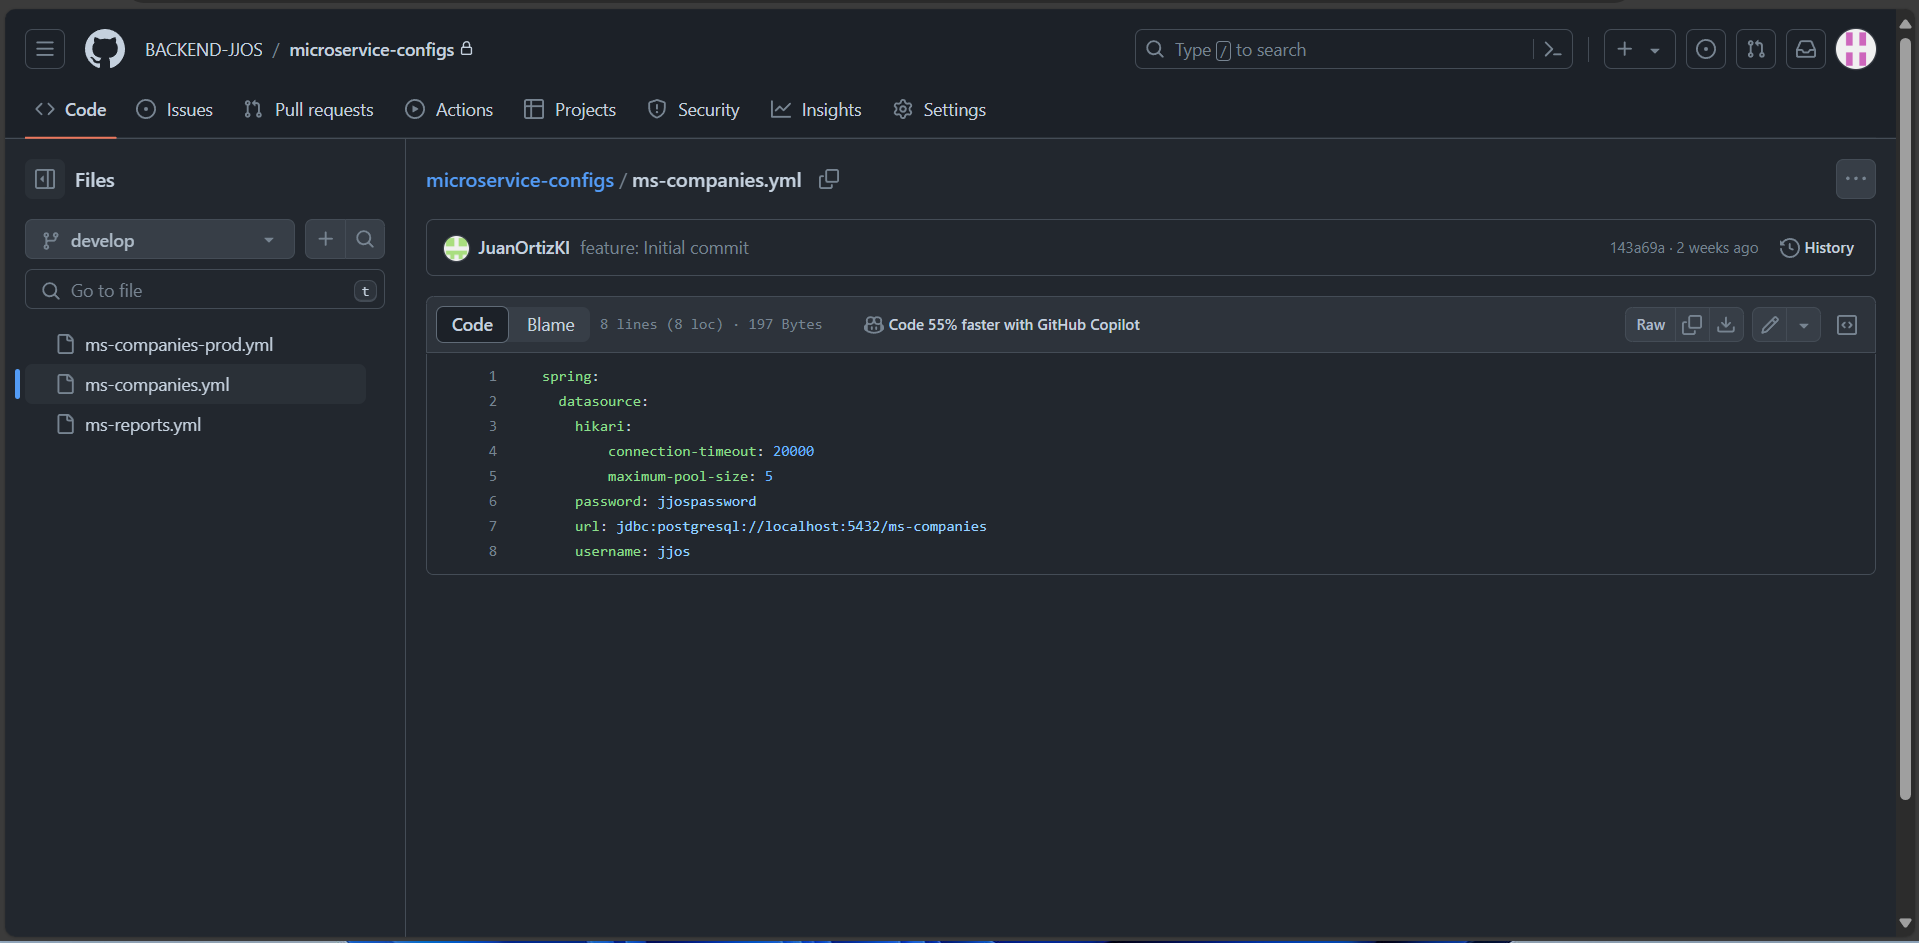 BACKEND-JJOS / microservice-configs
Type / to search
Code Issues Pull requests Actions Projects Security Insights Settings
Files
develop
Go to file t
ms-companies-prod.yml
ms-companies.yml
ms-reports.yml
microservice-configs / ms-companies.yml
JuanOrtizKI feature: Initial commit 143a69a · 2 weeks ago History
Code Blame 8 lines (8 loc) · 197 Bytes Code 55% faster with GitHub Copilot Raw
1 spring:
2 datasource:
3 hikari:
4 connection-timeout: 20000
5 maximum-pool-size: 5
6 password: jjospassword
7 url: jdbc:postgresql://localhost:5432/ms-companies
8 username: jjos